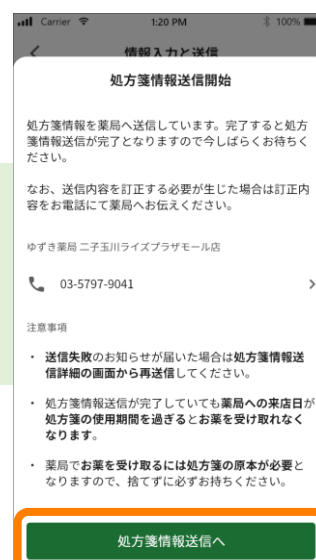 Carrier 1:20 PM 100%
情報入力と送信
処方箋情報送信開始
処方箋情報を薬局へ送信しています。完了すると処方
箋情報送信が完了となりますので今しばらくお待ちく
ださい。
なお、送信内容を訂正する必要が生じた場合は訂正内
容をお電話にて薬局へお伝えください。
ゆずき薬局 二子玉川ライズプラザモール店
03-5797-9041
注意事項
・ 送信失敗のお知らせが届いた場合は処方箋情報送
信詳細の画面から再送信してください。
・ 処方箋情報送信が完了していても薬局への来店日が
処方箋の使用期間を過ぎるとお薬を受け取れなく
なります。
・ 薬局でお薬を受け取るには処方箋の原本が必要と
なりますので、捨てずに必ずお持ちください。
処方箋情報送信へ